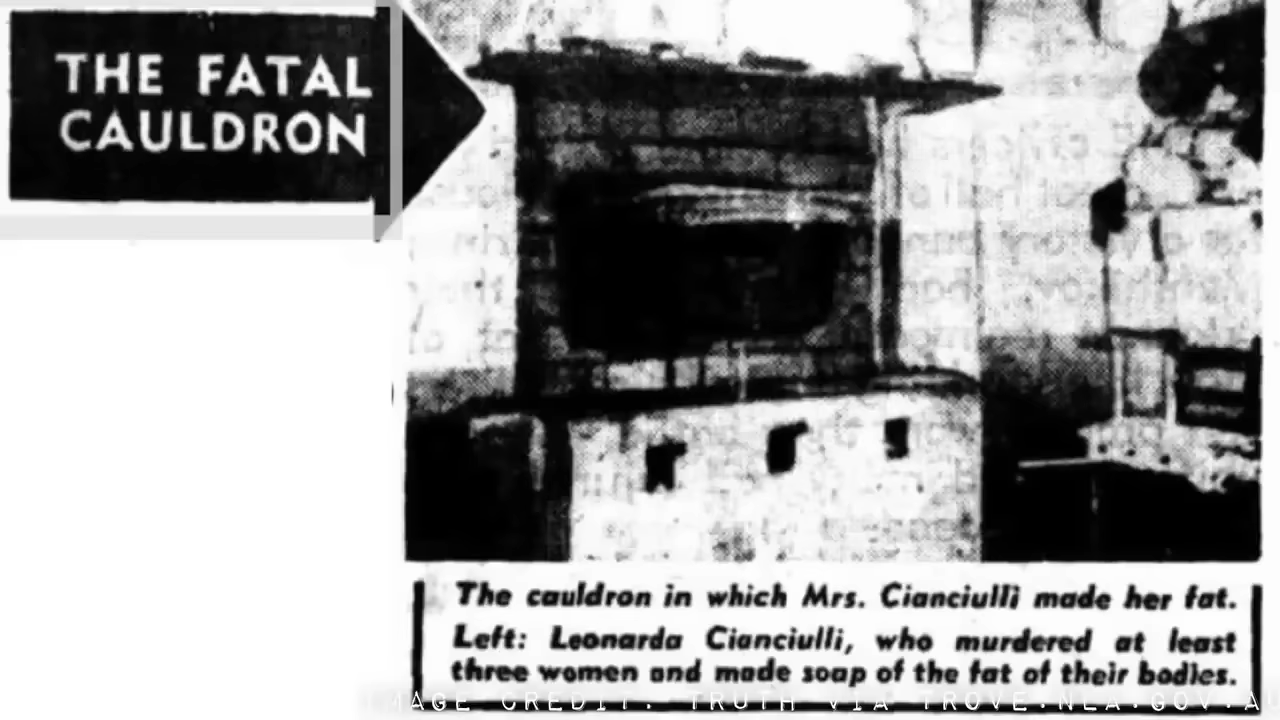 THE FATAL
CAULDRON
The cauldron in which Mrs. Cianciulli made her fat.
Left: Leonarda Cianciulli, who murdered at least
three women and made soap of the fat of their bodies.
IMAGE CREDIT: TRUTH VIA TROVE.NLA.GOV.AU